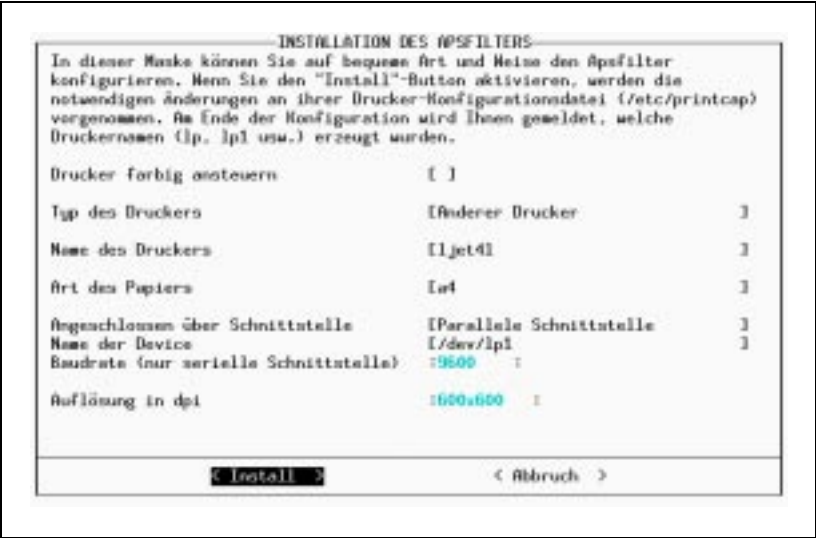 INSTALLATION DES APSFILTERS
In dieser Maske können Sie auf bequeme Art und Weise den Apsfilter
konfigurieren. Wenn Sie den "Install"-Button aktivieren, werden die
notwendigen Änderungen an ihrer Drucker-Konfigurationsdatei (/etc/printcap)
vorgenommen. Am Ende der Konfiguration wird Ihnen gemeldet, welche
Druckernamen (lp, lp1 usw.) erzeugt wurden.
Drucker farbig ansteuern [ ]
Typ des Druckers [Anderer Drucker ]
Name des Druckers [ljet4l ]
Art des Papiers [a4 ]
Angeschlossen über Schnittstelle [Parallele Schnittstelle ]
Name der Device [/dev/lp1 ]
Baudrate (nur serielle Schnittstelle) :9600 :
Auflösung in dpi :600x600 :
< Install > < Abbruch >